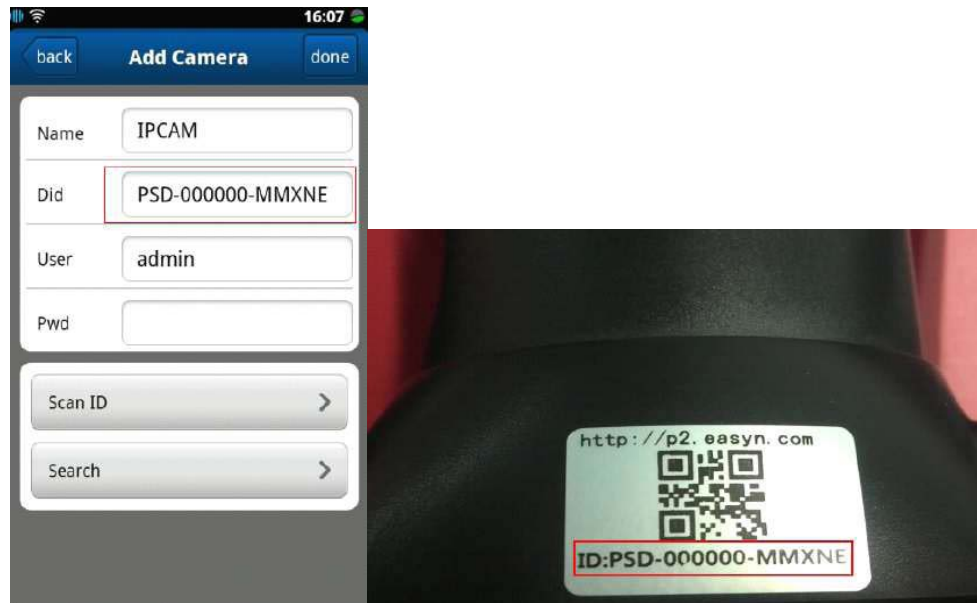 16:07
back
Add Camera
done
Name
IPCAM
Did
PSD-000000-MMXNE
User
admin
Pwd
Scan ID
Search
http://p2.easyn.com
ID:PSD-000000-MMXNE